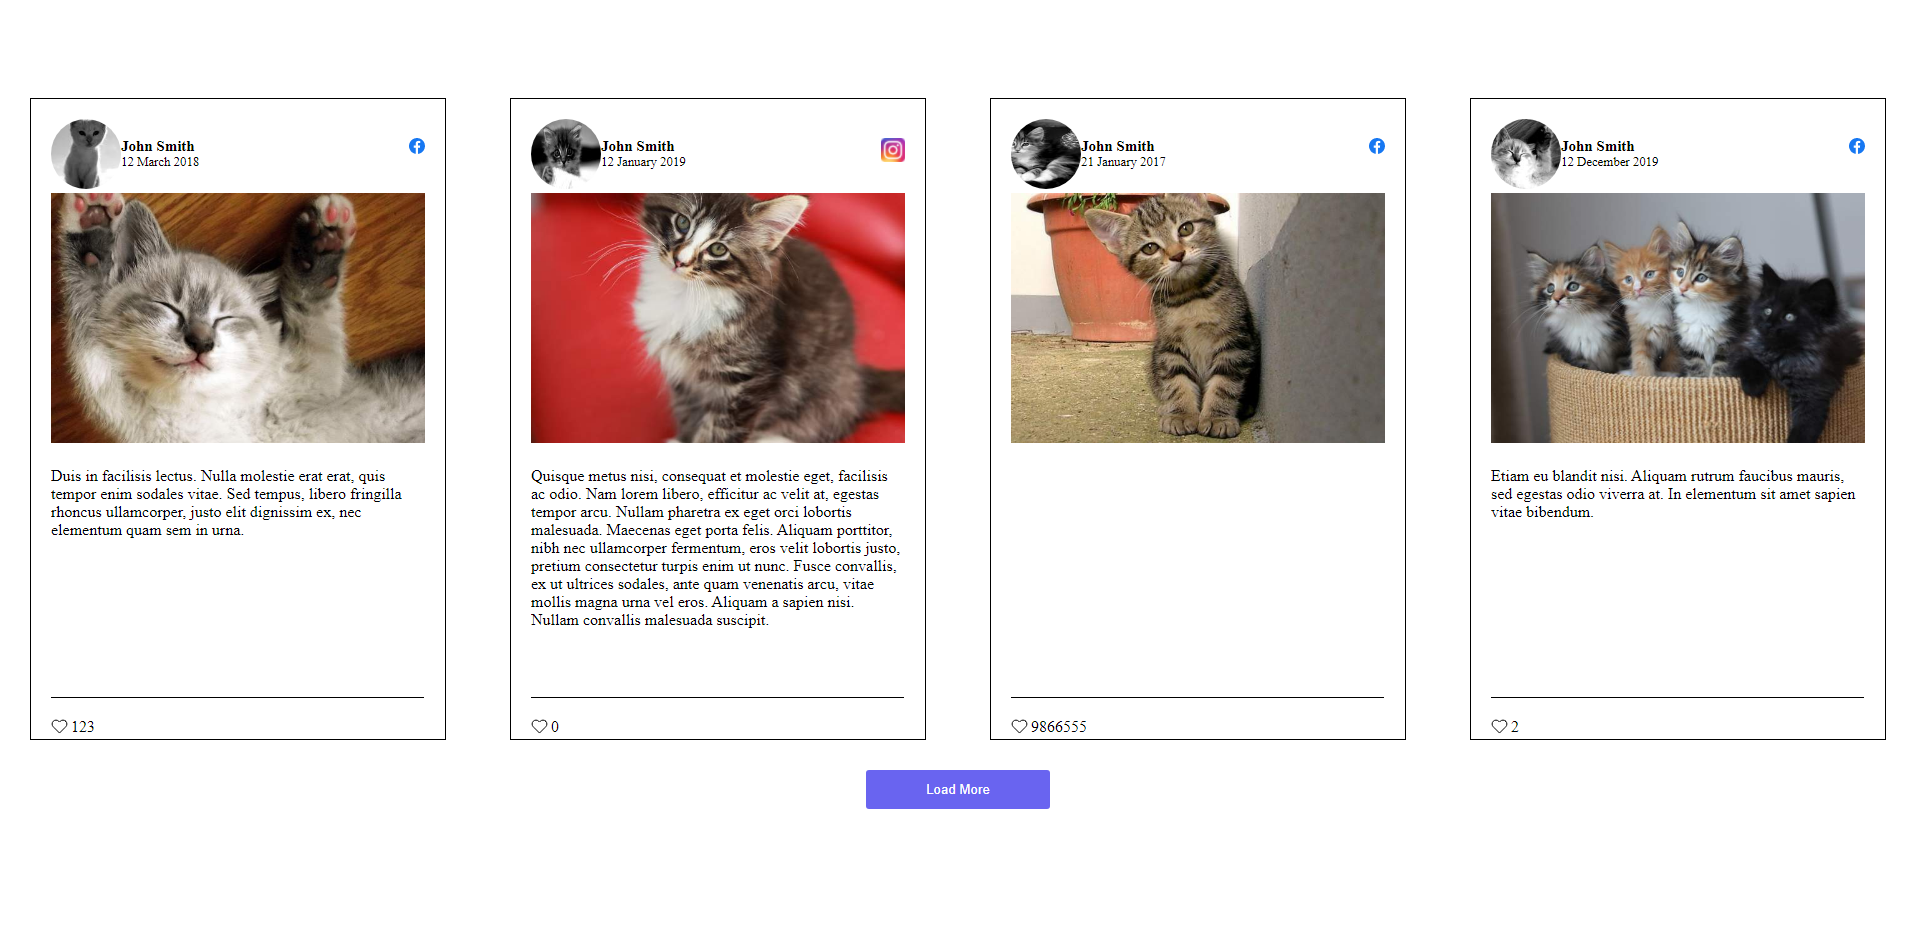 John Smith
12 March 2018
Duis in facilisis lectus. Nulla molestie erat erat, quis
tempor enim sodales vitae. Sed tempus, libero fringilla
rhoncus ullamcorper, justo elit dignissim ex, nec
elementum quam sem in urna.
123
John Smith
12 January 2019
Quisque metus nisi, consequat et molestie eget, facilisis
ac odio. Nam lorem libero, efficitur ac velit at, egestas
tempor arcu. Nullam pharetra ex eget orci lobortis
malesuada. Maecenas eget porta felis. Aliquam porttitor,
nibh nec ullamcorper fermentum, eros velit lobortis justo,
pretium consectetur turpis enim ut nunc. Fusce convallis,
ex ut ultrices sodales, ante quam venenatis arcu, vitae
mollis magna urna vel eros. Aliquam a sapien nisi.
Nullam convallis malesuada suscipit.
0
John Smith
21 January 2017
9866555
John Smith
12 December 2019
Etiam eu blandit nisi. Aliquam rutrum faucibus mauris,
sed egestas odio viverra at. In elementum sit amet sapien
vitae bibendum.
2
Load More